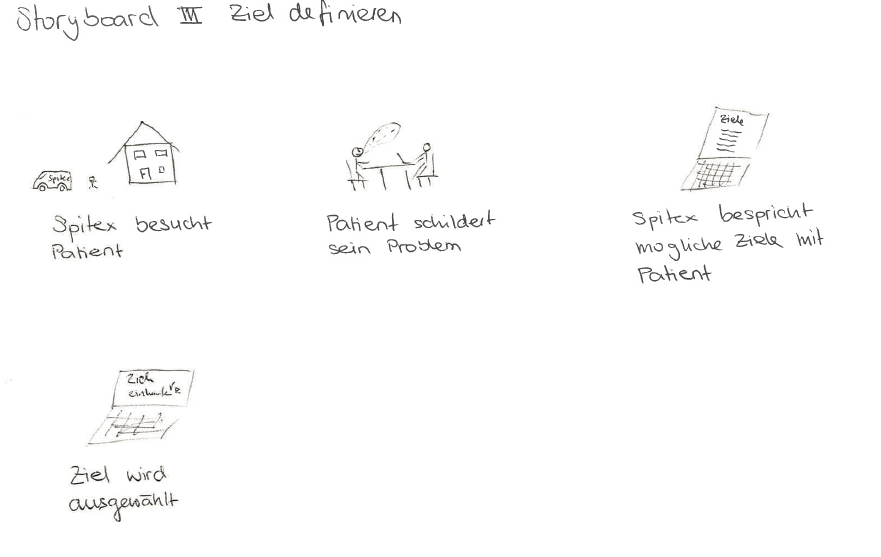 Storyboard III Ziel definieren
Spitex
Spitex besucht
Patient
Patient schildert
sein Problem
Ziele
Spitex bespricht
mogliche Ziele mit
Patient
Ziel
Ziel wird
ausgewählt